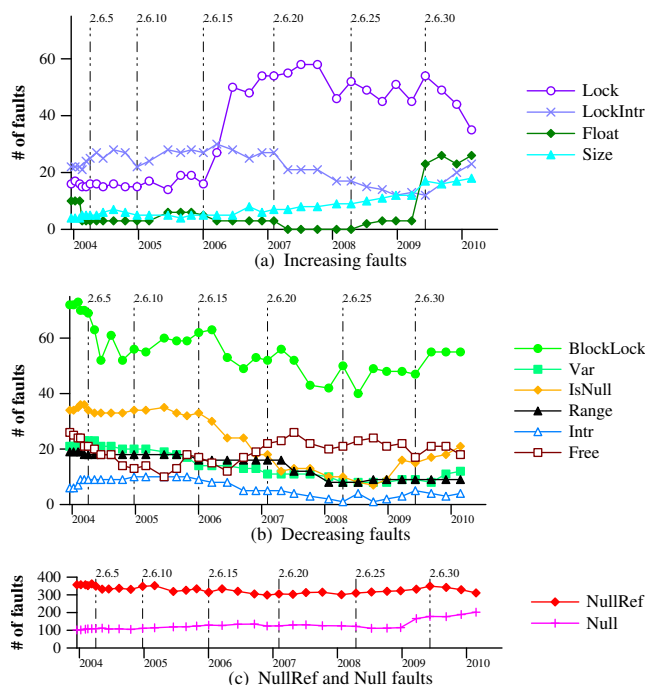 2.6.5 2.6.10 2.6.15 2.6.20 2.6.25 2.6.30
# of faults
60
40
20
0
2004 2005 2006 2007 2008 2009 2010
Lock
LockIntr
Float
Size
(a) Increasing faults
2.6.5 2.6.10 2.6.15 2.6.20 2.6.25 2.6.30
# of faults
60
40
20
0
2004 2005 2006 2007 2008 2009 2010
BlockLock
Var
IsNull
Range
Intr
Free
(b) Decreasing faults
2.6.5 2.6.10 2.6.15 2.6.20 2.6.25 2.6.30
# of faults
400
300
200
100
0
2004 2005 2006 2007 2008 2009 2010
NullRef
Null
(c) NullRef and Null faults